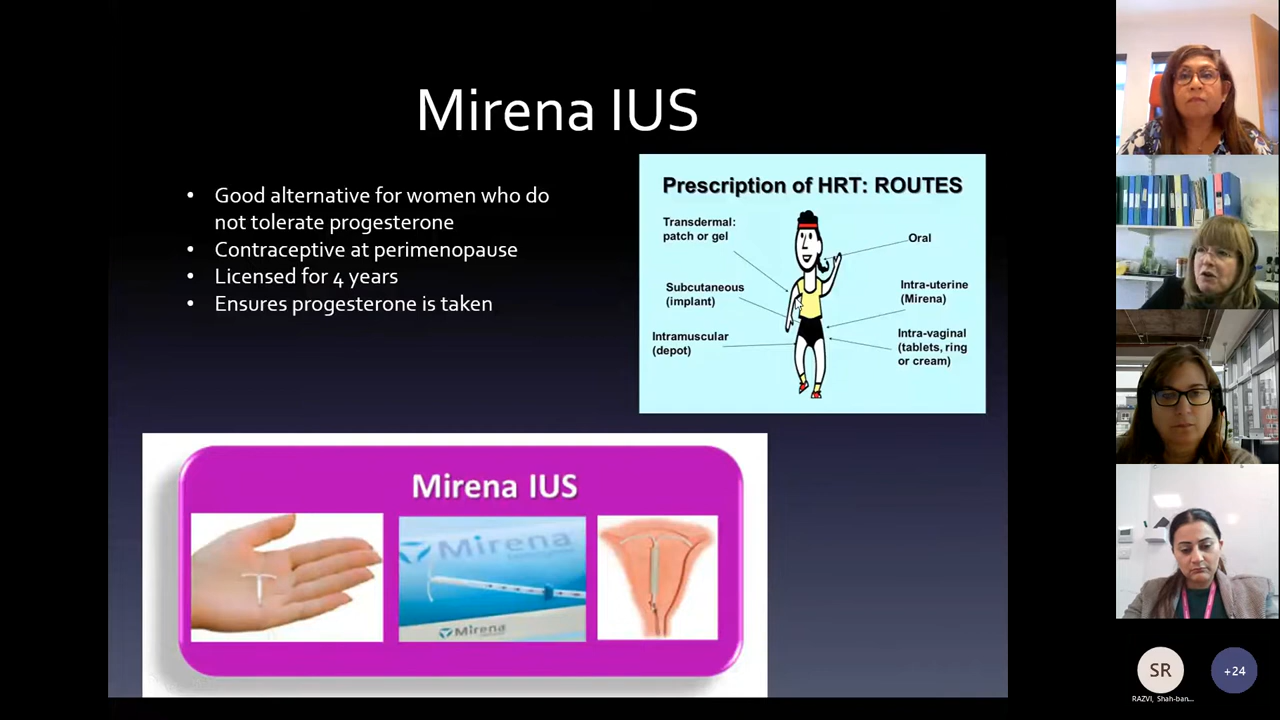 Mirena IUS
• Good alternative for women who do
not tolerate progesterone
• Contraceptive at perimenopause
• Licensed for 4 years
• Ensures progesterone is taken
Prescription of HRT: ROUTES
Transdermal:
patch or gel
Oral
Subcutaneous
(implant)
Intra-uterine
(Mirena)
Intramuscular
(depot)
Intra-vaginal
(tablets, ring
or cream)
Mirena IUS
Mirena
Mirena
SR
+24
RAZVI, Shah-ban...